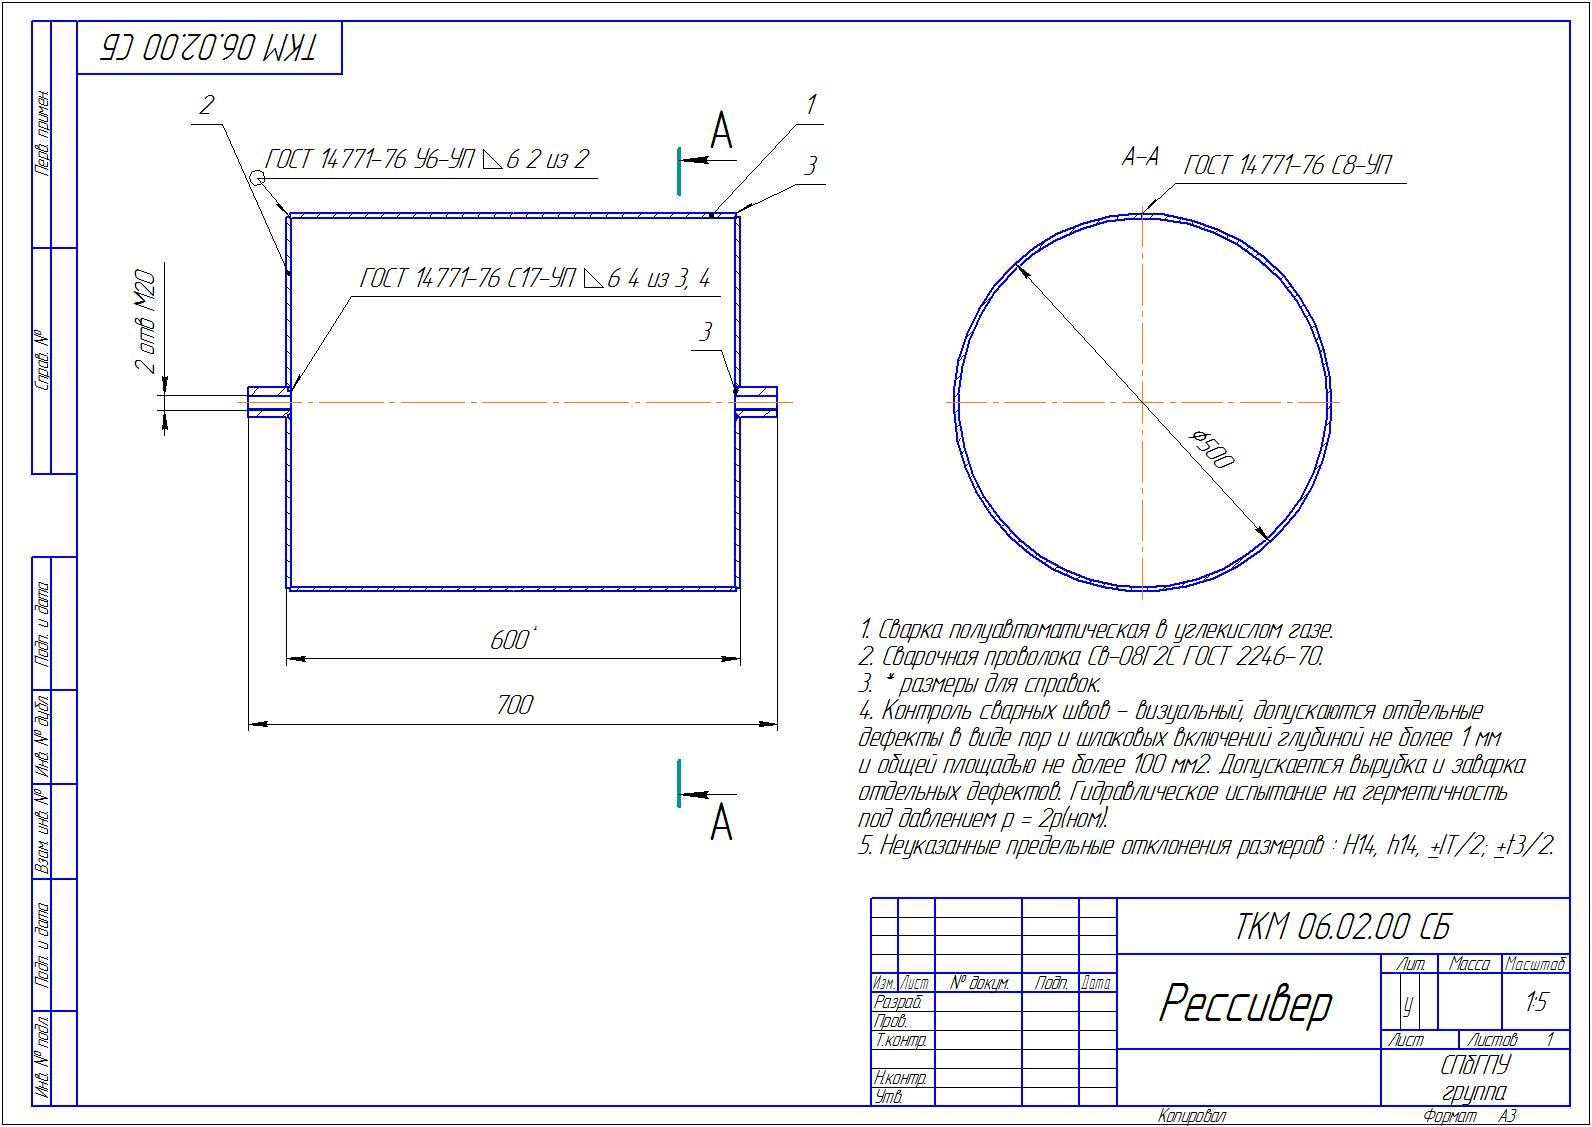 ТКМ 06.02.00 СБ
Перв. примен.
Справ. №
Подп. и дата
Инв. № дубл.
Взам. инв. №
Подп. и дата
Инв. № подл.
2
ГОСТ 14771-76 У6-УП ◺6 2 из 2
А
1
3
ГОСТ 14771-76 С17-УП ◺6 4 из 3, 4
3
2 отв М20
600*
700
А
А-А
ГОСТ 14771-76 С8-УП
⌀500
1. Сварка полуавтоматическая в углекислом газе.
2. Сварочная проволока Св-08Г2С ГОСТ 2246-70.
3. * размеры для справок.
4. Контроль сварных швов - визуальный, допускаются отдельные
дефекты в виде пор и шлаковых включений глубиной не более 1 мм
и общей площадью не более 100 мм2. Допускается вырубка и заварка
отдельных дефектов. Гидравлическое испытание на герметичность
под давлением р = 2р(ном).
5. Неуказанные предельные отклонения размеров : H14, h14, ±IT/2; ±t3/2.
ТКМ 06.02.00 СБ
Изм. Лист № докум. Подп. Дата
Разраб.
Пров.
Т.контр.
Н.контр.
Утв.
Рессивер
Лит. Масса Масштаб
у 1:5
Лист Листов 1
СПбГПУ
группа
Копировал Формат А3